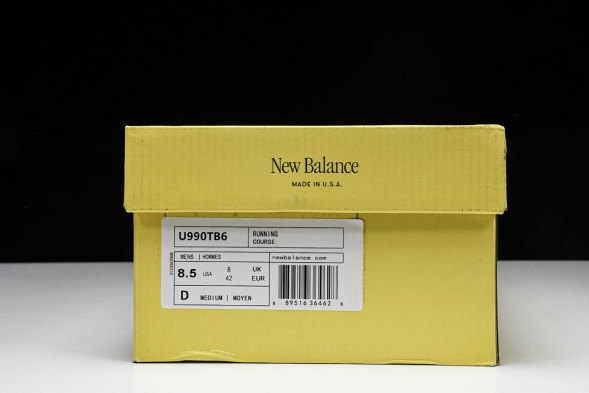 New Balance
MADE IN U.S.A.
U990TB6
RUNNING
COURSE
MENS | HOMMES
newbalance.com
8.5 USA 8 UK
42 EUR
D MEDIUM | MOYEN
89516 36462